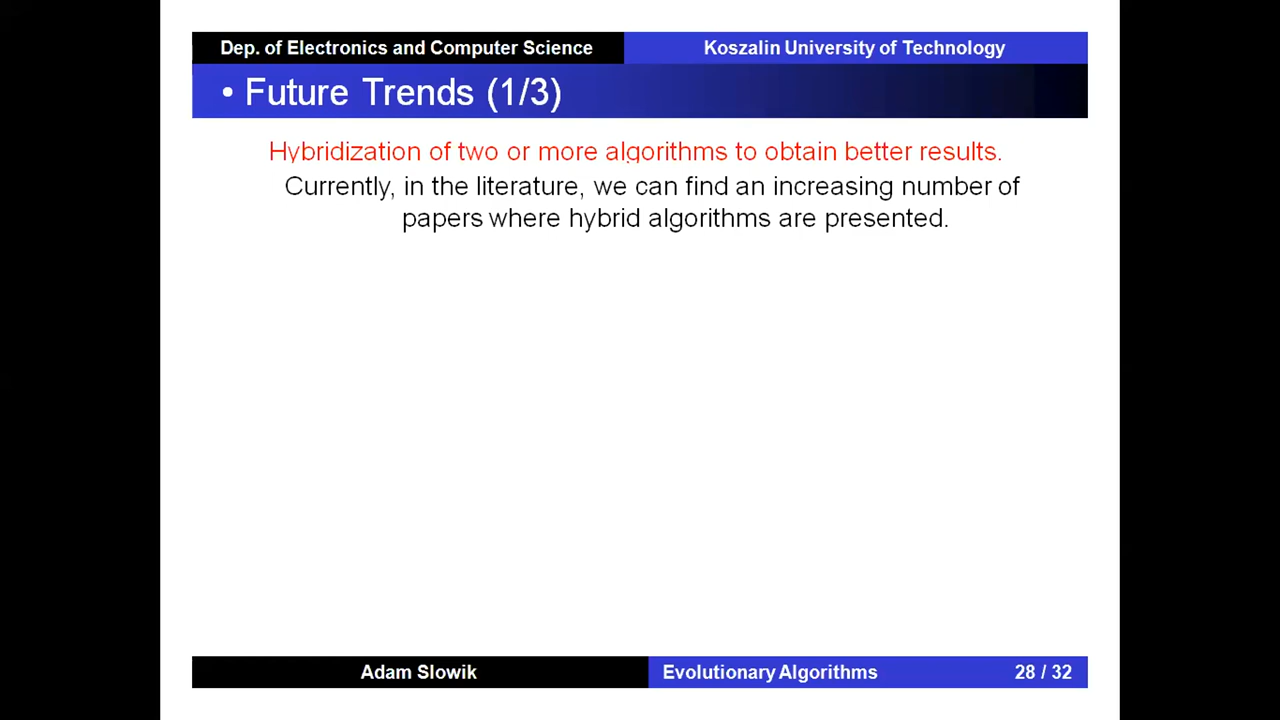 Dep. of Electronics and Computer Science
Koszalin University of Technology
• Future Trends (1/3)
Hybridization of two or more algorithms to obtain better results.
Currently, in the literature, we can find an increasing number of
papers where hybrid algorithms are presented.
Adam Slowik
Evolutionary Algorithms
28 / 32